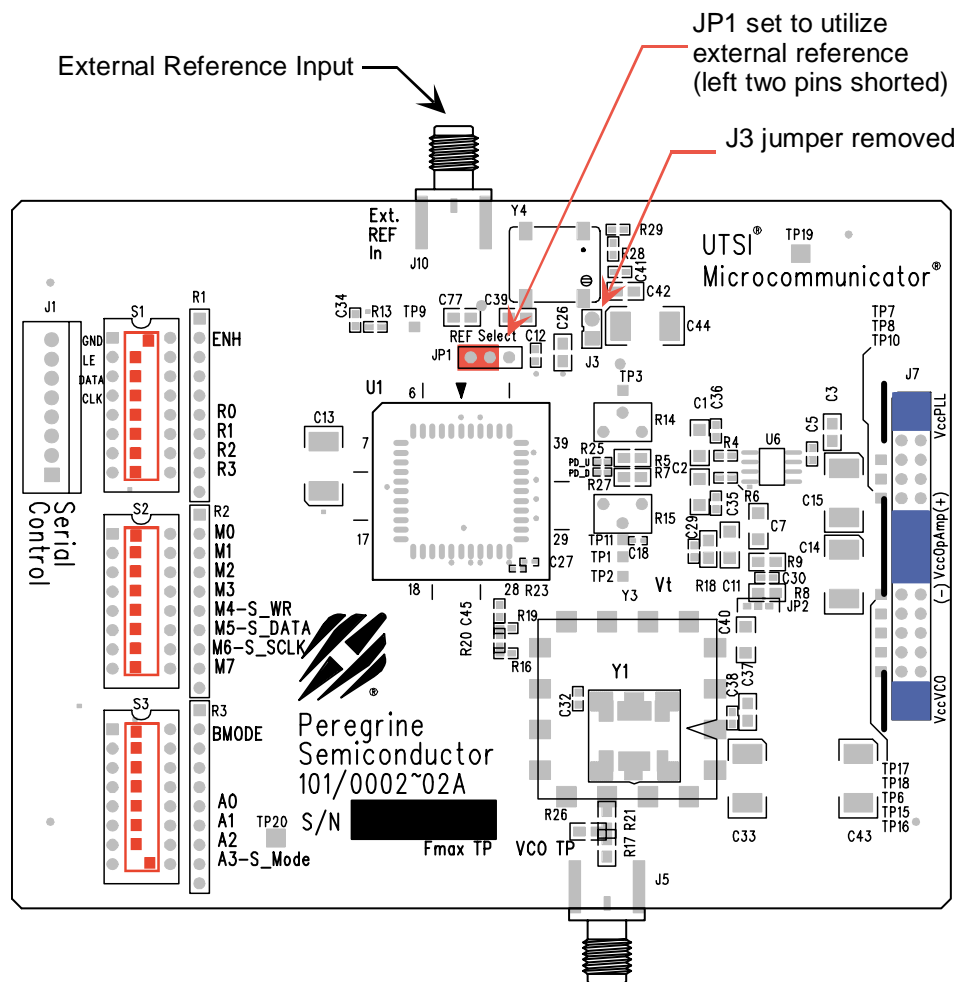 JP1 set to utilize
external reference
(left two pins shorted)
External Reference Input
J3 jumper removed
Ext.
REF
In
J10
Y4
R29
R28
C41
C42
UTSI®
Microcommunicator®
TP19
J1
S1
R1
GND
LE
DATA
CLK
ENH
R0
R1
R2
R3
C34
R13
TP9
C77
C39
REF Select
JP1
C12
C26
J3
C44
TP7
TP8
TP10
J7
U1
6
7
39
17
29
18
28
C13
TP3
R14
R25
PD_U
PD_D
R27
R5
R7
C2
C1
C36
R4
U6
C5
C3
VccPLL
R15
TP11
TP1
TP2
C18
C27
R23
C35
R6
C29
R18
C11
C7
R9
C30
R8
JP2
C15
C14
VccOpAmp(+)
(-)
Serial
Control
S2
R2
M0
M1
M2
M3
M4-S_WR
M5-S_DATA
M6-S_SCLK
M7
C45
R20
R19
R16
Y3
Vt
C40
C38
C37
VccVCO
Y1
C32
®
S3
R3
BMODE
A0
A1
A2
A3-S_Mode
TP20
Peregrine
Semiconductor
101/0002~02A
S/N
Fmax TP
VCO TP
R26
R21
R17
J5
C33
C43
TP17
TP18
TP6
TP15
TP16